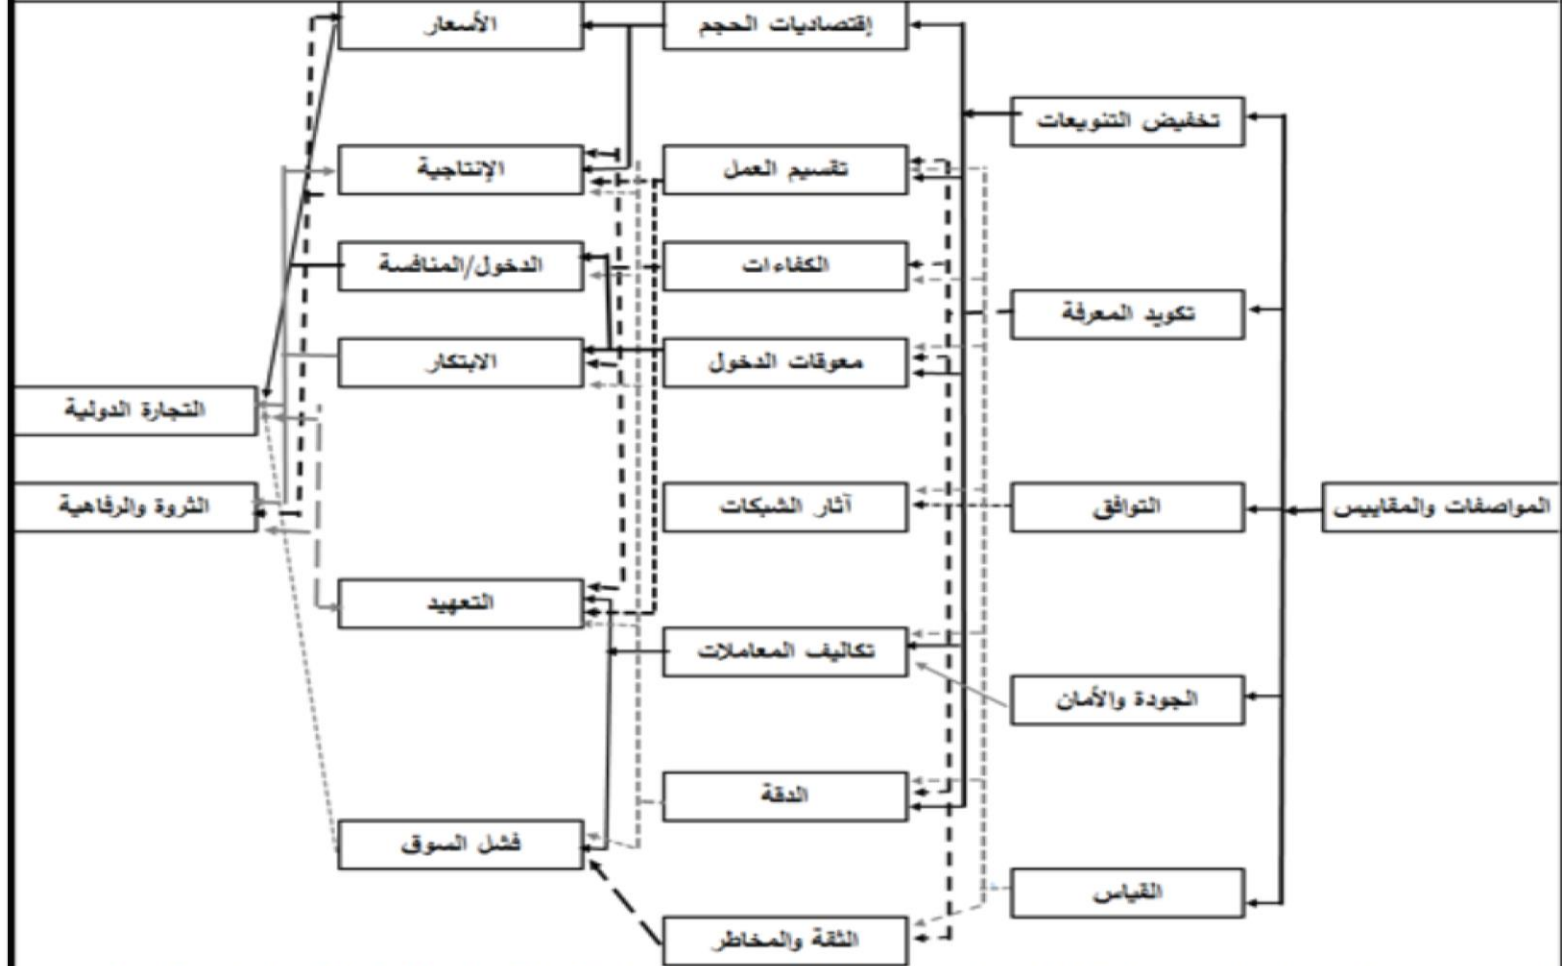 المواصفات والمقاييس
تخفيض التنويعات
تكويد المعرفة
التوافق
الجودة والأمان
القياس
إقتصاديات الحجم
تقسيم العمل
الكفاءات
معوقات الدخول
آثار الشبكات
تكاليف المعاملات
الدقة
الثقة والمخاطر
الأسعار
الإنتاجية
الدخول/المنافسة
الابتكار
التعهيد
فشل السوق
التجارة الدولية
الثروة والرفاهية